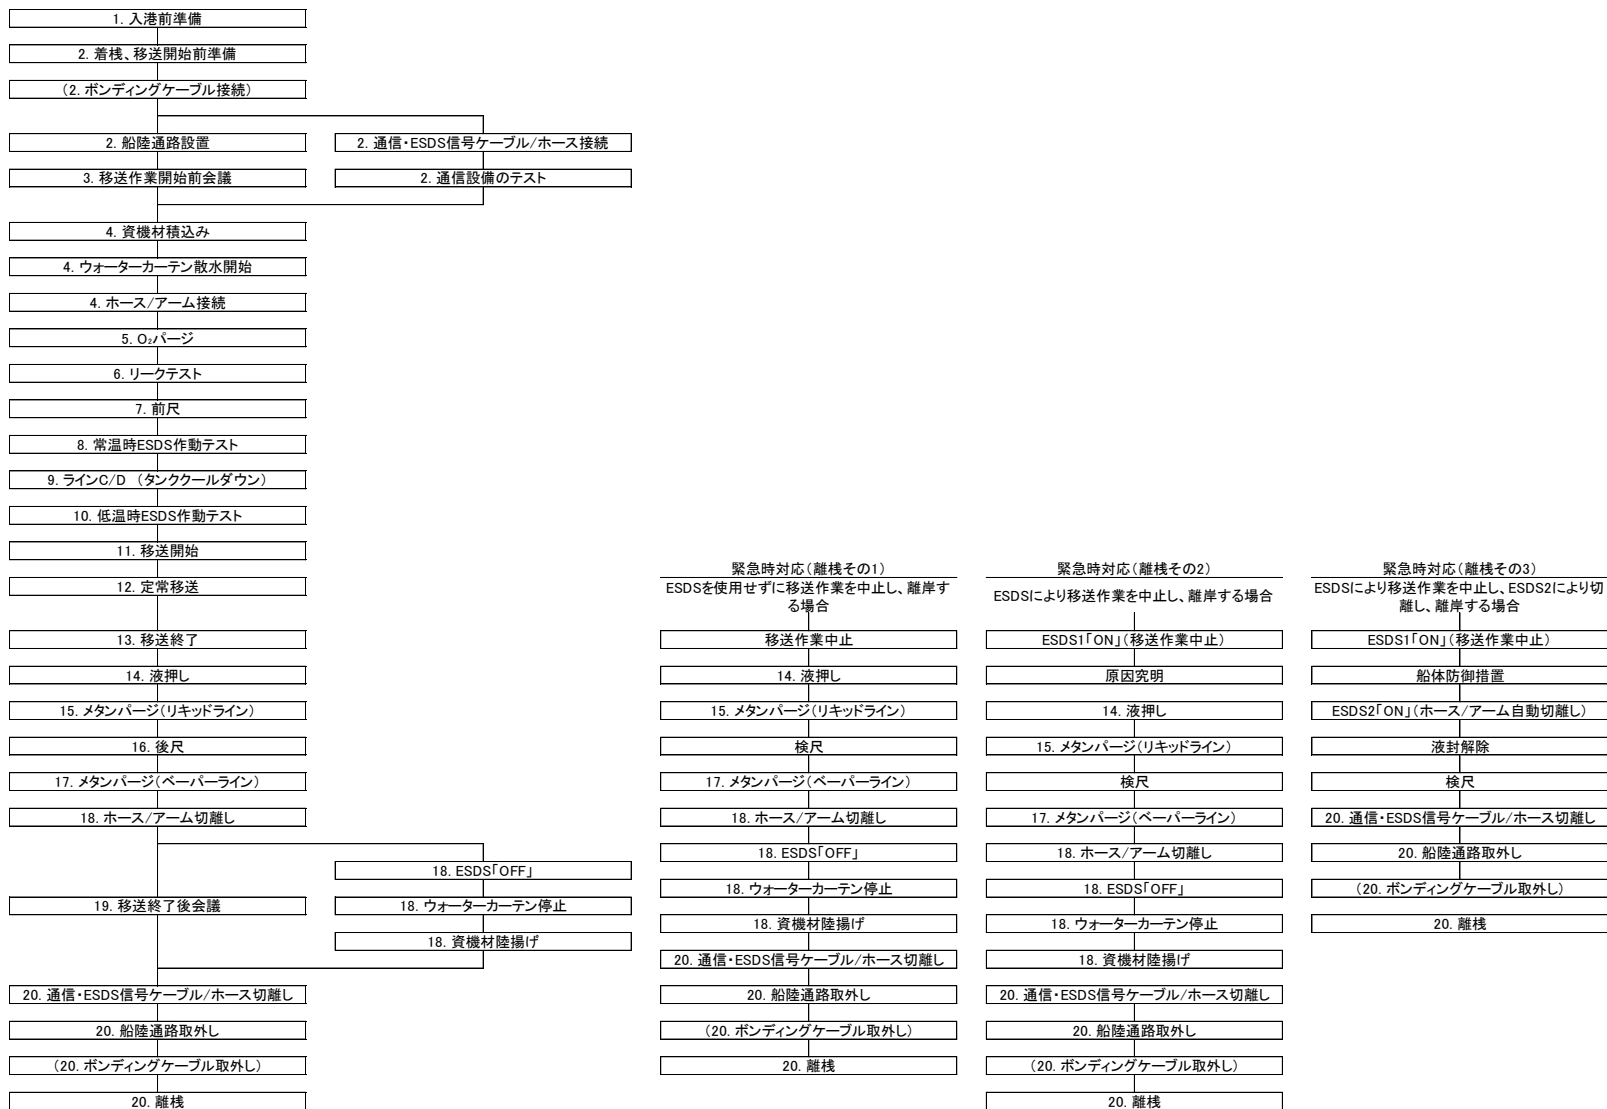 1. 入港前準備
2. 着桟、移送開始前準備
(2. ボンディングケーブル接続)
2. 船陸通路設置
2. 通信・ESDS信号ケーブル/ホース接続
3. 移送作業開始前会議
2. 通信設備のテスト
4. 資機材積込み
4. ウォーターカーテン散水開始
4. ホース/アーム接続
5. O₂パージ
6. リークテスト
7. 前尺
8. 常温時ESDS作動テスト
9. ラインC/D (タンククールダウン)
10. 低温時ESDS作動テスト
11. 移送開始
12. 定常移送
13. 移送終了
14. 液押し
15. メタンパージ(リキッドライン)
16. 後尺
17. メタンパージ(ベーパーライン)
18. ホース/アーム切離し
18. ESDS「OFF」
19. 移送終了後会議
18. ウォーターカーテン停止
18. 資機材陸揚げ
20. 通信・ESDS信号ケーブル/ホース切離し
20. 船陸通路取外し
(20. ボンディングケーブル取外し)
20. 離桟
緊急時対応(離桟その1)
ESDSを使用せずに移送作業を中止し、離岸す
る場合
移送作業中止
14. 液押し
15. メタンパージ(リキッドライン)
検尺
17. メタンパージ(ベーパーライン)
18. ホース/アーム切離し
18. ESDS「OFF」
18. ウォーターカーテン停止
18. 資機材陸揚げ
20. 通信・ESDS信号ケーブル/ホース切離し
20. 船陸通路取外し
(20. ボンディングケーブル取外し)
20. 離桟
緊急時対応(離桟その2)
ESDSにより移送作業を中止し、離岸する場合
ESDS1「ON」(移送作業中止)
原因究明
14. 液押し
15. メタンパージ(リキッドライン)
検尺
17. メタンパージ(ベーパーライン)
18. ホース/アーム切離し
18. ESDS「OFF」
18. ウォーターカーテン停止
18. 資機材陸揚げ
20. 通信・ESDS信号ケーブル/ホース切離し
20. 船陸通路取外し
(20. ボンディングケーブル取外し)
20. 離桟
緊急時対応(離桟その3)
ESDSにより移送作業を中止し、ESDS2により切
離し、離岸する場合
ESDS1「ON」(移送作業中止)
船体防御措置
ESDS2「ON」(ホース/アーム自動切離し)
液封解除
検尺
20. 通信・ESDS信号ケーブル/ホース切離し
20. 船陸通路取外し
(20. ボンディングケーブル取外し)
20. 離桟